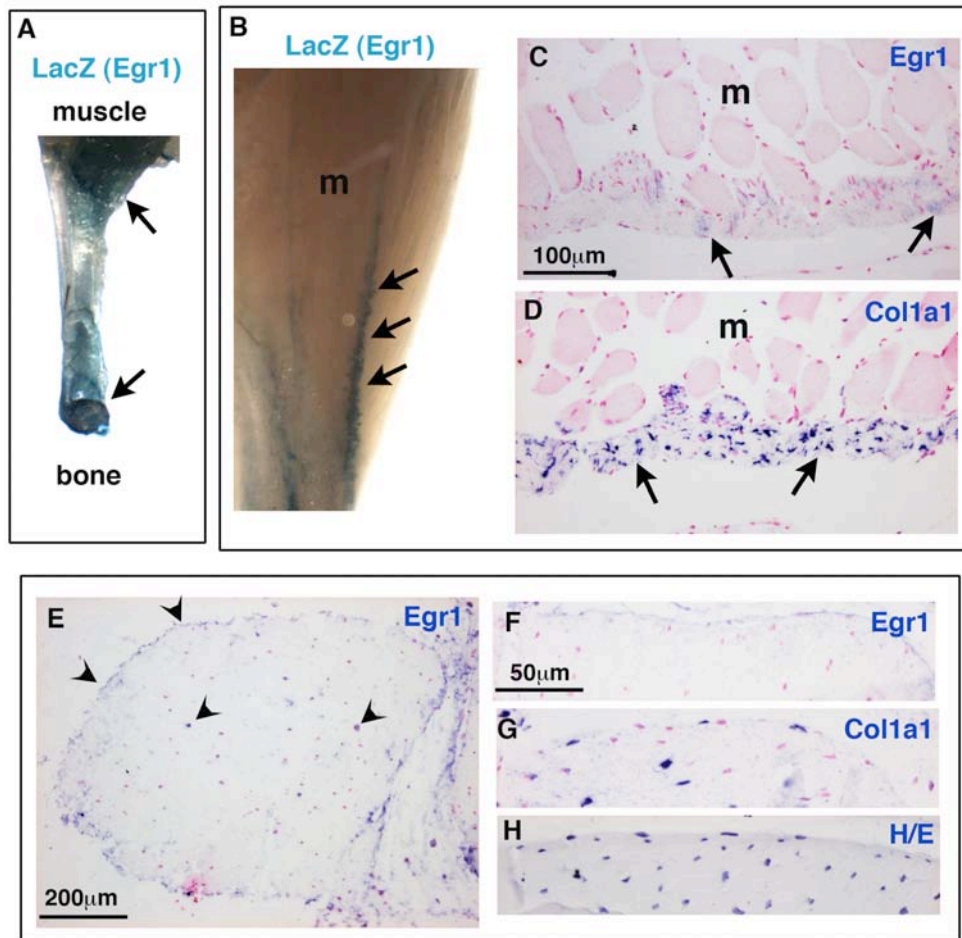 A
LacZ (Egr1)
muscle
bone
B
LacZ (Egr1)
m
C
Egr1
m
100µm
D
Col1a1
m
E
Egr1
200µm
F
Egr1
50µm
G
Col1a1
H
H/E